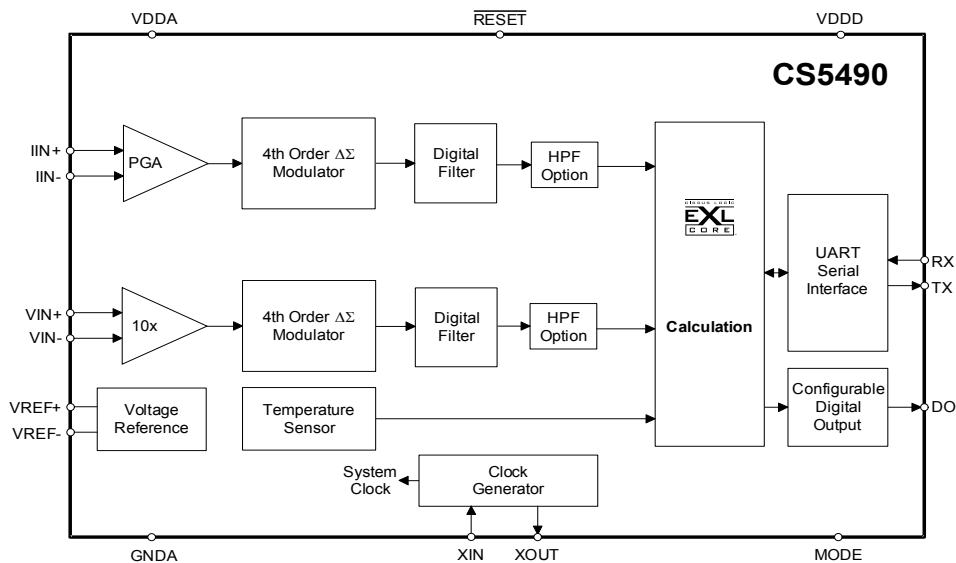 VDDA
RESET
VDDD
CS5490
IIN+
IIN-
PGA
4th Order ΔΣ
Modulator
Digital
Filter
HPF
Option
CIRRUS LOGIC
EXL
CORE
UART
Serial
Interface
RX
TX
VIN+
VIN-
10x
4th Order ΔΣ
Modulator
Digital
Filter
HPF
Option
Calculation
VREF+
VREF-
Voltage
Reference
Temperature
Sensor
Configurable
Digital
Output
DO
System
Clock
Clock
Generator
GNDA
XIN
XOUT
MODE